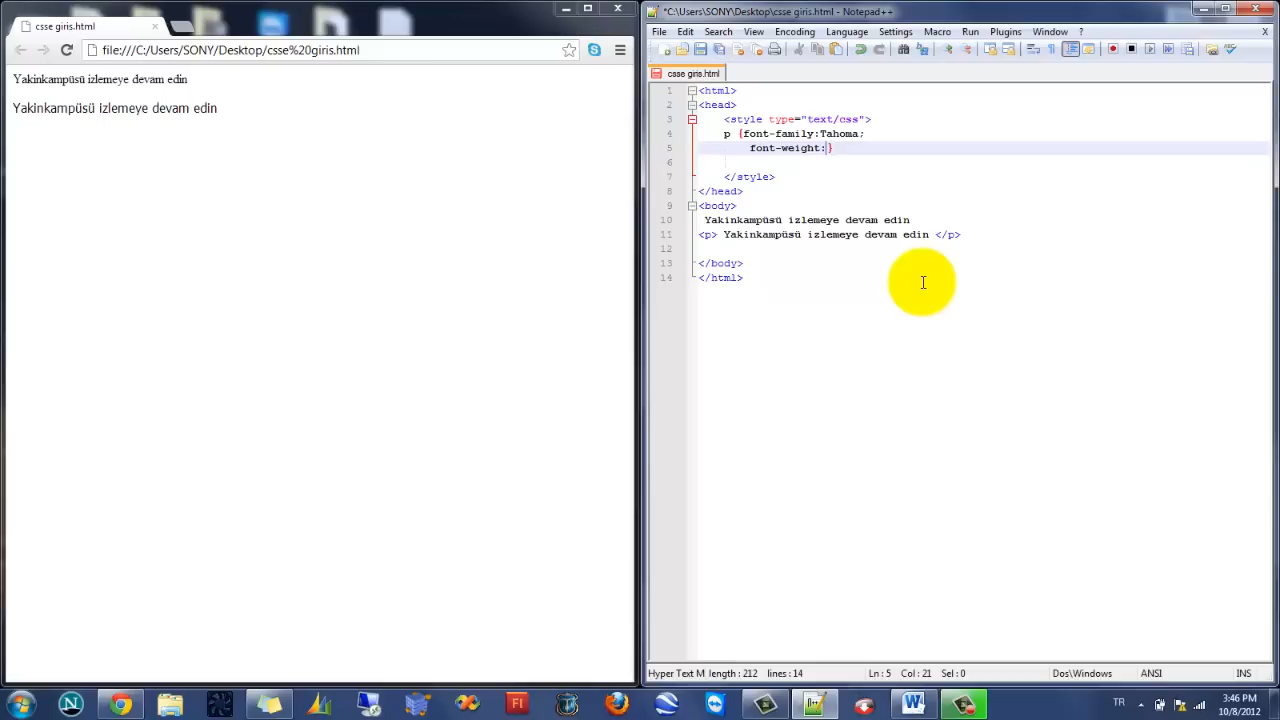 csse giris.html
file:///C:/Users/SONY/Desktop/csse%20giris.html
Yakinkampüsü izlemeye devam edin
Yakinkampüsü izlemeye devam edin
*C:\Users\SONY\Desktop\csse giris.html - Notepad++
File Edit Search View Encoding Language Settings Macro Run Plugins Window ? X
csse giris.html
1 <html>
2 <head>
3 <style type="text/css">
4 p {font-family:Tahoma;
5 font-weight:}
6
7 </style>
8 </head>
9 <body>
10 Yakinkampüsü izlemeye devam edin
11 <p> Yakinkampüsü izlemeye devam edin </p>
12
13 </body>
14 </html>
Hyper Text M length : 212 lines : 14 Ln : 5 Col : 21 Sel : 0 Dos\Windows ANSI INS
TR
3:46 PM
10/8/2012